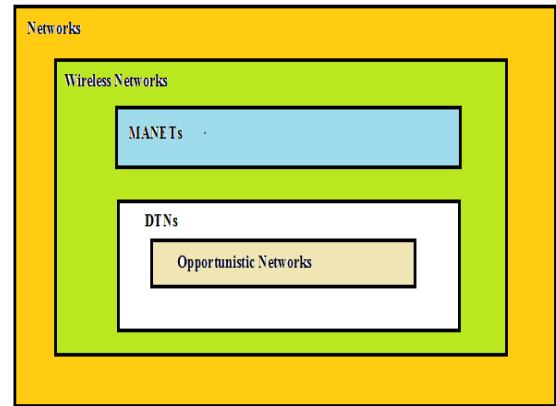 Networks
Wireless Networks
MANETs
DTNs
Opportunistic Networks